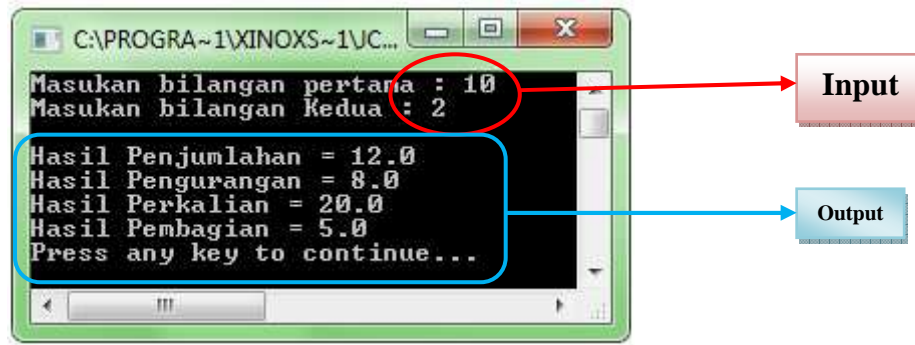 C:\PROGRA~1\XINOXS~1\JC...
Masukan bilangan pertama : 10
Masukan bilangan Kedua : 2
Hasil Penjumlahan = 12.0
Hasil Pengurangan = 8.0
Hasil Perkalian = 20.0
Hasil Pembagian = 5.0
Press any key to continue...
Input
Output